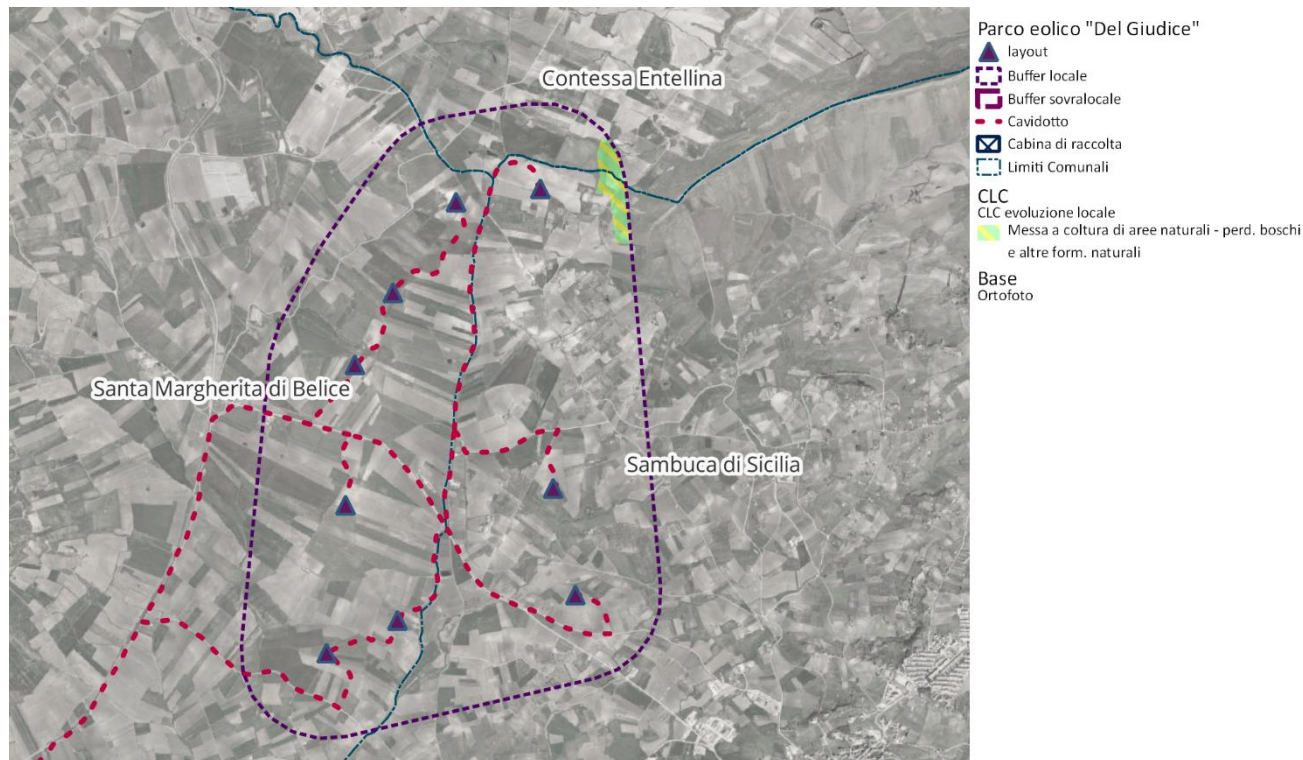 Contessa Entellina
Santa Margherita di Belice
Sambuca di Sicilia
Parco eolico "Del Giudice"
layout
Buffer locale
Buffer sovralocale
Cavidotto
Cabina di raccolta
Limiti Comunali
CLC
CLC evoluzione locale
Messa a coltura di aree naturali - perd. boschi
e altre form. naturali
Base
Ortofoto